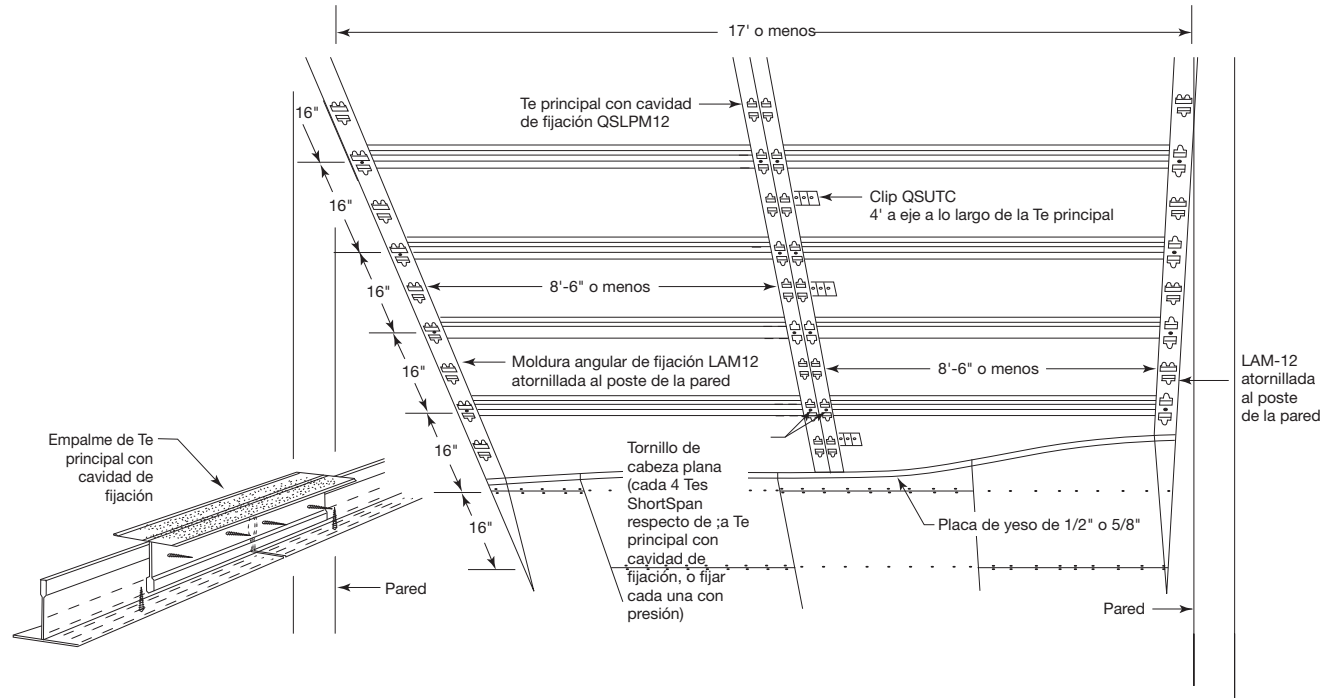 17' o menos
Te principal con cavidad
de fijación QSLPM12
16"
16"
16"
16"
16"
16"
Clip QSUTC
4' a eje a lo largo de la Te principal
8'-6" o menos
Moldura angular de fijación LAM12
atornillada al poste de la pared
8'-6" o menos
LAM-12
atornillada
al poste
de la pared
Empalme de Te
principal con
cavidad de
fijación
Tornillo de
cabeza plana
(cada 4 Tes
ShortSpan
respecto de ;a Te
principal con
cavidad de
fijación, o fijar
cada una con
presión)
Placa de yeso de 1/2" o 5/8"
Pared
Pared